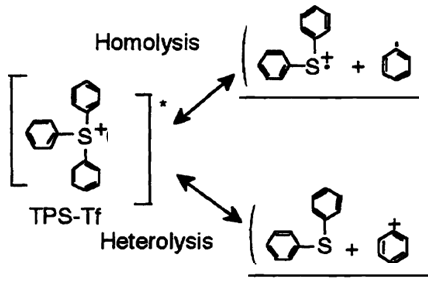 Homolysis
S+• +
[ S+ ]*
TPS-Tf
Heterolysis
S + +